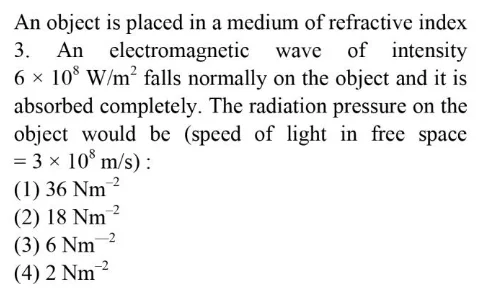 An object is placed in a medium of refractive index
3. An electromagnetic wave of intensity
6 × 10⁸ W/m² falls normally on the object and it is
absorbed completely. The radiation pressure on the
object would be (speed of light in free space
= 3 × 10⁸ m/s) :
(1) 36 Nm⁻²
(2) 18 Nm⁻²
(3) 6 Nm⁻²
(4) 2 Nm⁻²